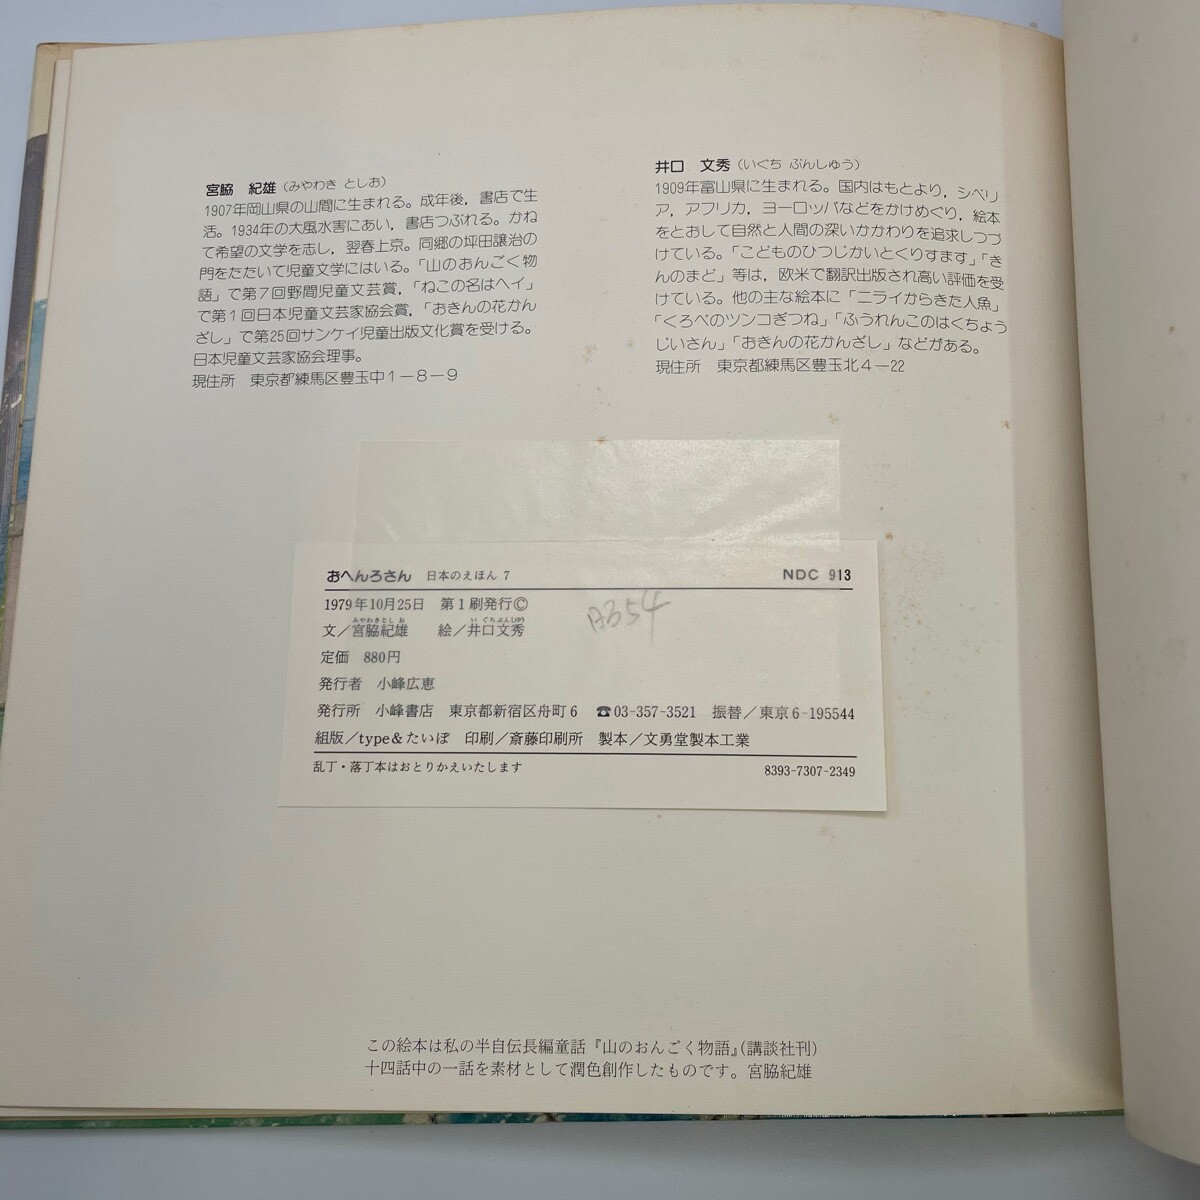 宮脇 紀雄（みやわき としお）
1907年岡山県の山間に生まれる。成年後，書店で生
活。1934年の大風水害にあい，書店つぶれる。かね
て希望の文学を志し，翌春上京。同郷の坪田譲治の
門をたたいて児童文学にはいる。「山のおんごく物
語」で第7回野間児童文芸賞，「ねこの名はヘイ」
で第1回日本児童文芸家協会賞，「おきんの花かん
ざし」で第25回サンケイ児童出版文化賞を受ける。
日本児童文芸家協会理事。
現住所 東京都練馬区豊玉中1－8－9
井口 文秀（いぐち ぶんしゅう）
1909年富山県に生まれる。国内はもとより，シベリ
ア，アフリカ，ヨーロッパなどをかけめぐり，絵本
をとおして自然と人間の深いかかわりを追求しつづ
けている。「こどものひつじかいとくりすます」「き
んのまど」等は，欧米で翻訳出版され高い評価を受
けている。他の主な絵本に「ニライからきた人魚」
「くろべのツンコぎつね」「ふうれんこのはくちょう
じいさん」「おきんの花かんざし」などがある。
現住所 東京都練馬区豊玉北4－22
おへんろさん 日本のえほん 7 NDC 913
1979年10月25日 第1刷発行©
みやわきとしお いぐちぶんしゅう
文／宮脇紀雄 絵／井口文秀
A354
定価 880円
発行者 小峰広恵
発行所 小峰書店 東京都新宿区舟町6 ☎03-357-3521 振替／東京6-195544
組版／type＆たいぽ 印刷／斎藤印刷所 製本／文勇堂製本工業
乱丁・落丁本はおとりかえいたします 8393-7307-2349
この絵本は私の半自伝長編童話『山のおんごく物語』（講談社刊）
十四話中の一話を素材として潤色創作したものです。宮脇紀雄